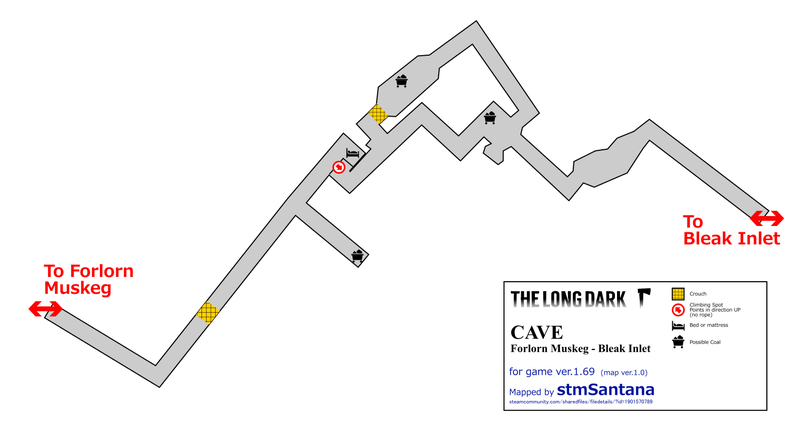 To Forlorn
Muskeg
To
Bleak Inlet
THE LONG DARK
CAVE
Forlorn Muskeg - Bleak Inlet
for game ver.1.69 (map ver.1.0)
Mapped by stmSantana
steamcommunity.com/sharedfiles/filedetails/?id=1901570789
Crouch
Climbing Spot
Points in direction UP
(no rope)
Bed or mattress
Possible Coal